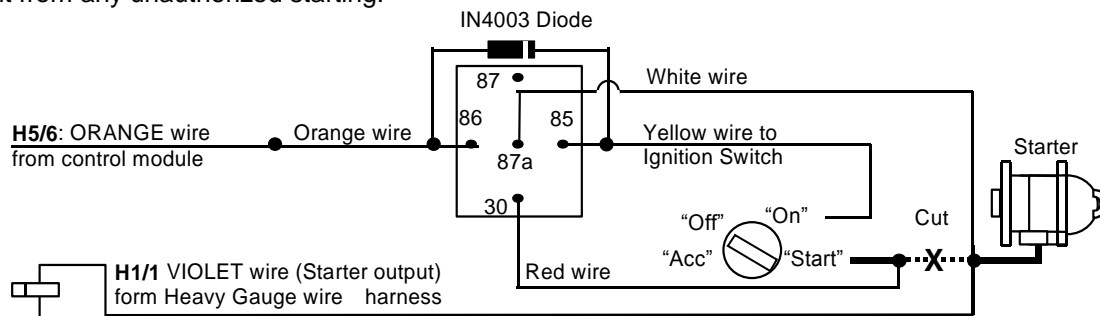 t from any unauthorized starting.
IN4003 Diode
87
White wire
86
85
H5/6: ORANGE wire
from control module
Orange wire
Yellow wire to
Ignition Switch
87a
Starter
30
“Off”
“On”
Cut
“Acc”
“Start”
X
H1/1 VIOLET wire (Starter output)
form Heavy Gauge wire harness
Red wire